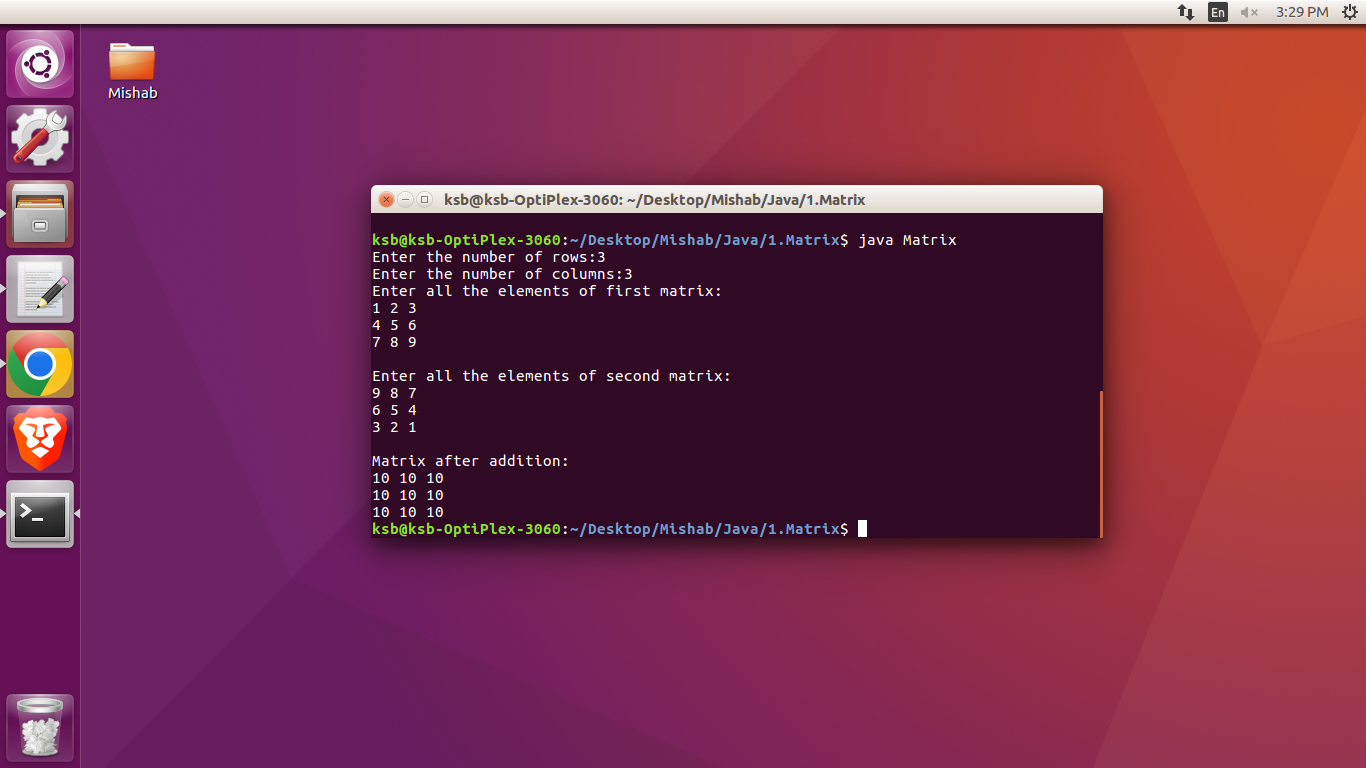 En
3:29 PM
Mishab
ksb@ksb-OptiPlex-3060: ~/Desktop/Mishab/Java/1.Matrix
ksb@ksb-OptiPlex-3060:~/Desktop/Mishab/Java/1.Matrix$ java Matrix
Enter the number of rows:3
Enter the number of columns:3
Enter all the elements of first matrix:
1 2 3
4 5 6
7 8 9
Enter all the elements of second matrix:
9 8 7
6 5 4
3 2 1
Matrix after addition:
10 10 10
10 10 10
10 10 10
ksb@ksb-OptiPlex-3060:~/Desktop/Mishab/Java/1.Matrix$